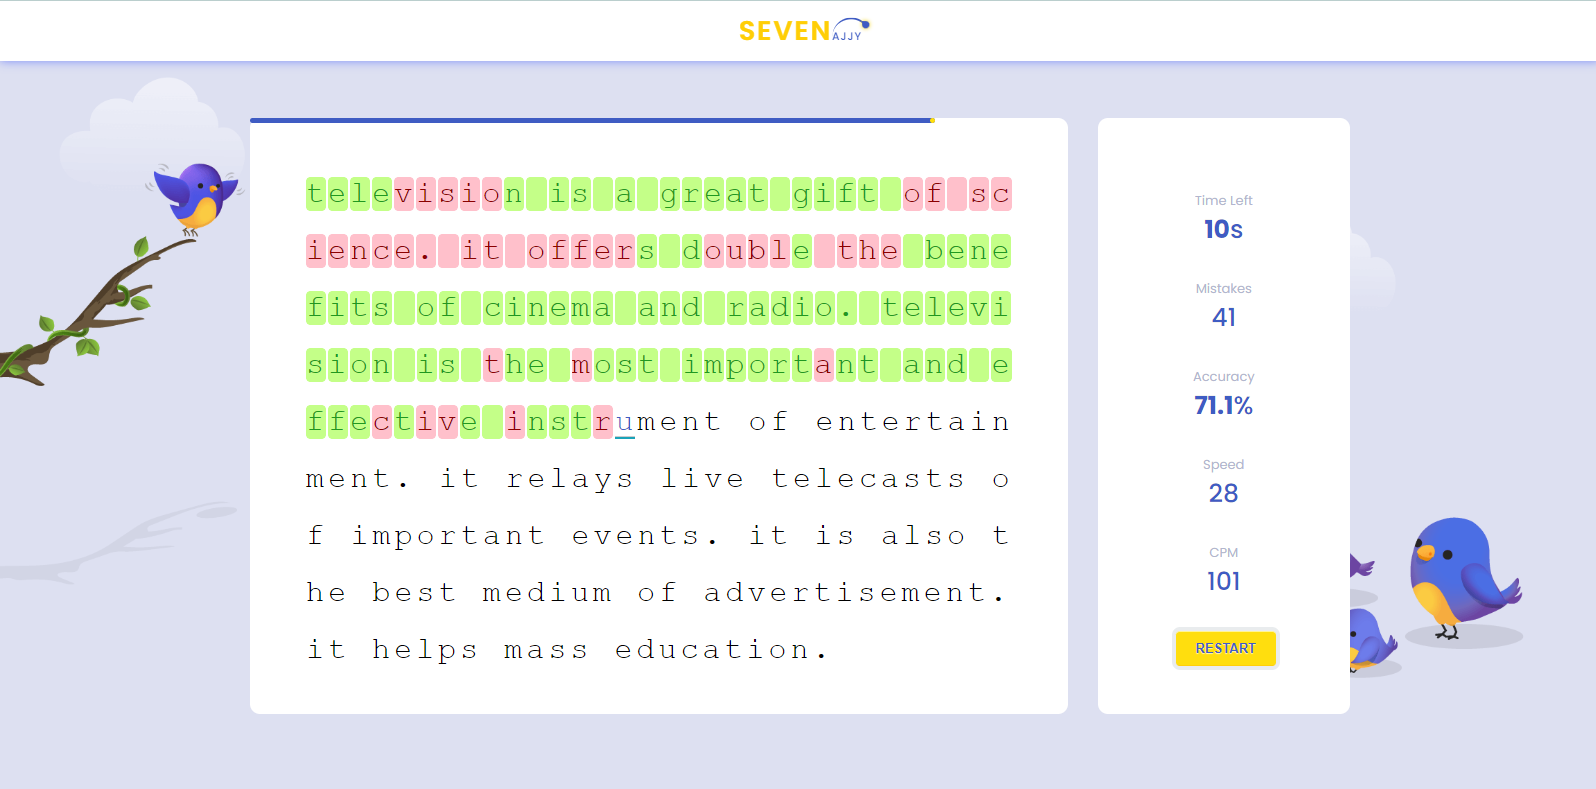 SEVEN AJJY
television is a great gift of sc
ience. it offers double the bene
fits of cinema and radio. televi
sion is the most important and e
ffective instrument of entertain
ment. it relays live telecasts o
f important events. it is also t
he best medium of advertisement.
it helps mass education.
Time Left
10s
Mistakes
41
Accuracy
71.1%
Speed
28
CPM
101
RESTART